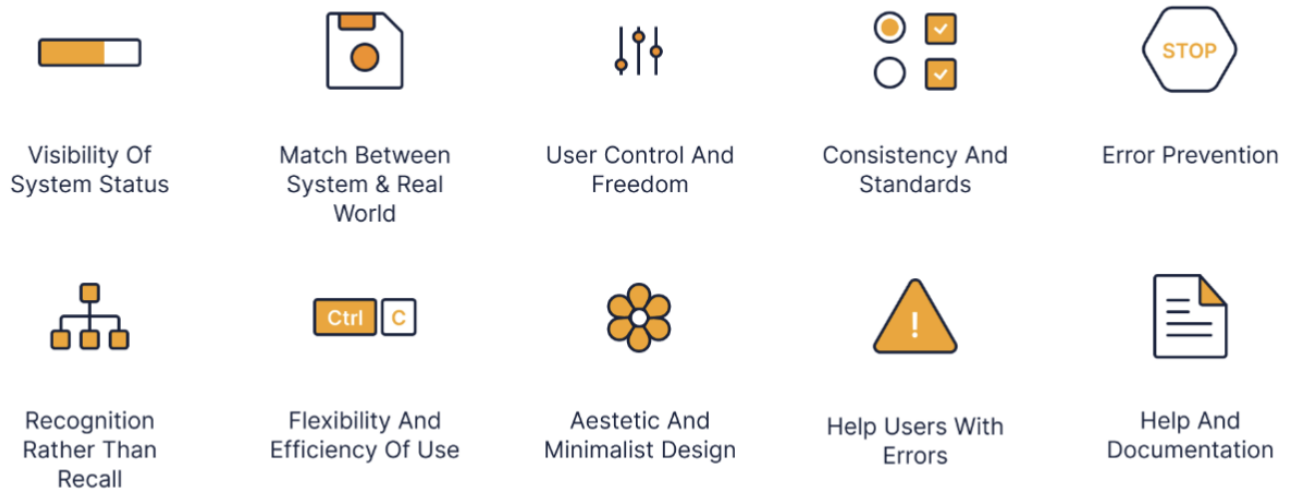 STOP
Visibility Of
System Status
Match Between
System & Real
World
User Control And
Freedom
Consistency And
Standards
Error Prevention
Ctrl C
!
Recognition
Rather Than
Recall
Flexibility And
Efficiency Of Use
Aestetic And
Minimalist Design
Help Users With
Errors
Help And
Documentation